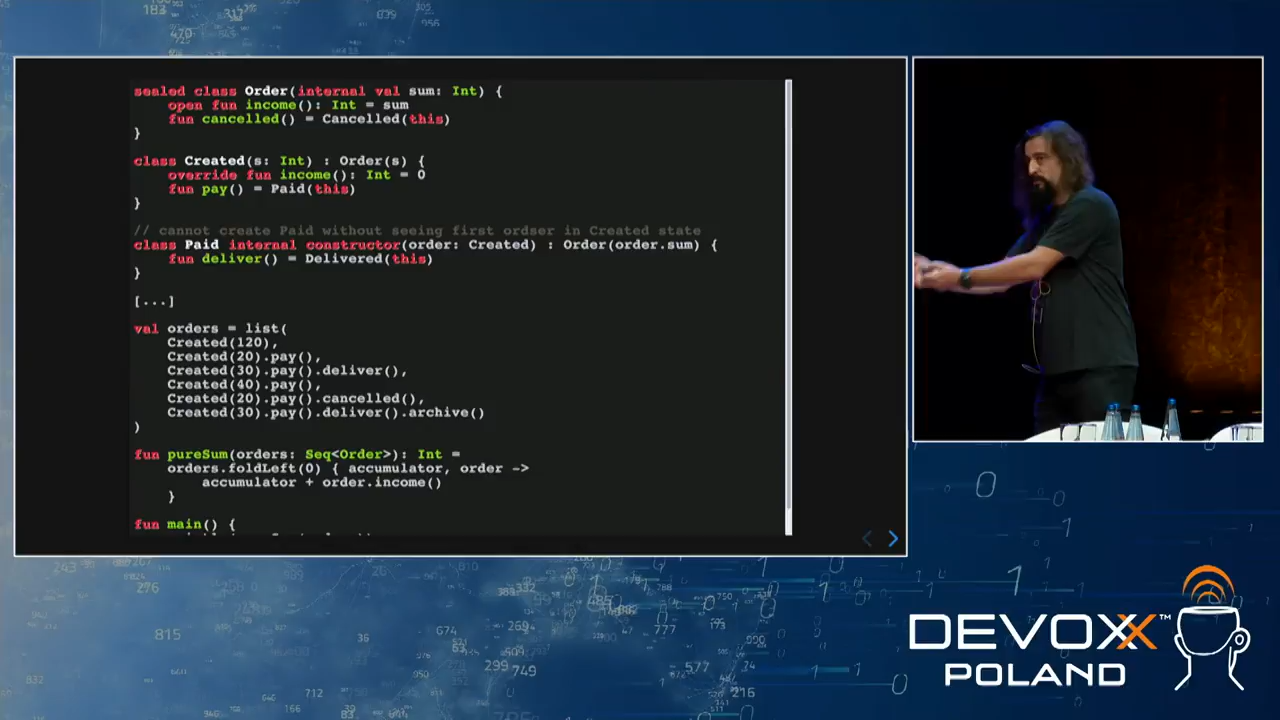 sealed class Order(internal val sum: Int) {
open fun income(): Int = sum
fun cancelled() = Cancelled(this)
}
class Created(s: Int) : Order(s) {
override fun income(): Int = 0
fun pay() = Paid(this)
}
// cannot create Paid without seeing first ordser in Created state
class Paid internal constructor(order: Created) : Order(order.sum) {
fun deliver() = Delivered(this)
}
[...]
val orders = list(
Created(120),
Created(20).pay(),
Created(30).pay().deliver(),
Created(40).pay(),
Created(20).pay().cancelled(),
Created(30).pay().deliver().archive()
)
fun pureSum(orders: Seq<Order>): Int =
orders.foldLeft(0) { accumulator, order ->
accumulator + order.income()
}
fun main() {
DEVOXX™
POLAND